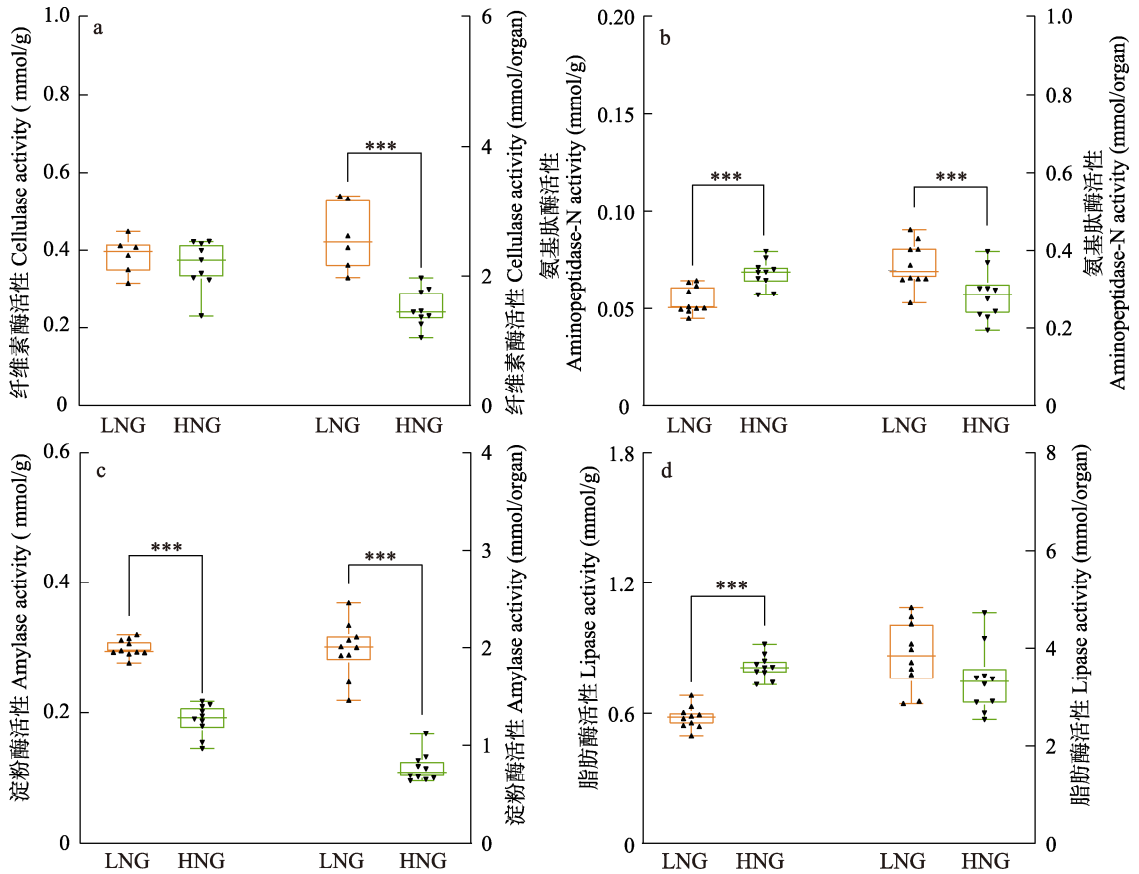 a
纤维素酶活性 Cellulase activity ( mmol/g)
1.0
0.8
0.6
0.4
0.2
0
***
6
4
2
0
纤维素酶活性 Cellulase activity (mmol/organ)
LNG HNG LNG HNG
b
氨基肽酶活性
Aminopeptidase-N activity (mmol/g)
0.20
0.15
0.10
0.05
0
***
***
1.0
0.8
0.6
0.4
0.2
0
氨基肽酶活性
Aminopeptidase-N activity (mmol/organ)
LNG HNG LNG HNG
c
淀粉酶活性 Amylase activity ( mmol/g)
0.6
0.4
0.2
0
***
***
4
3
2
1
0
淀粉酶活性 Amylase activity (mmol/organ)
LNG HNG LNG HNG
d
脂肪酶活性 Lipase activity (mmol/g)
1.8
1.2
0.6
0
***
8
6
4
2
0
脂肪酶活性 Lipase activity (mmol/organ)
LNG HNG LNG HNG